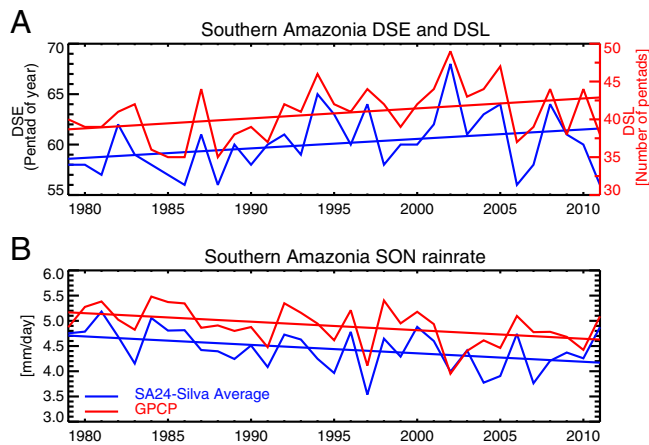 A
Southern Amazonia DSE and DSL
70
65
60
55
DSE
(Pentad of year)
50
45
40
35
30
DSL
[Number of pentads]
1980 1985 1990 1995 2000 2005 2010
B
Southern Amazonia SON rainrate
6.0
5.5
5.0
4.5
4.0
3.5
3.0
[mm/day]
SA24-Silva Average
GPCP
1980 1985 1990 1995 2000 2005 2010